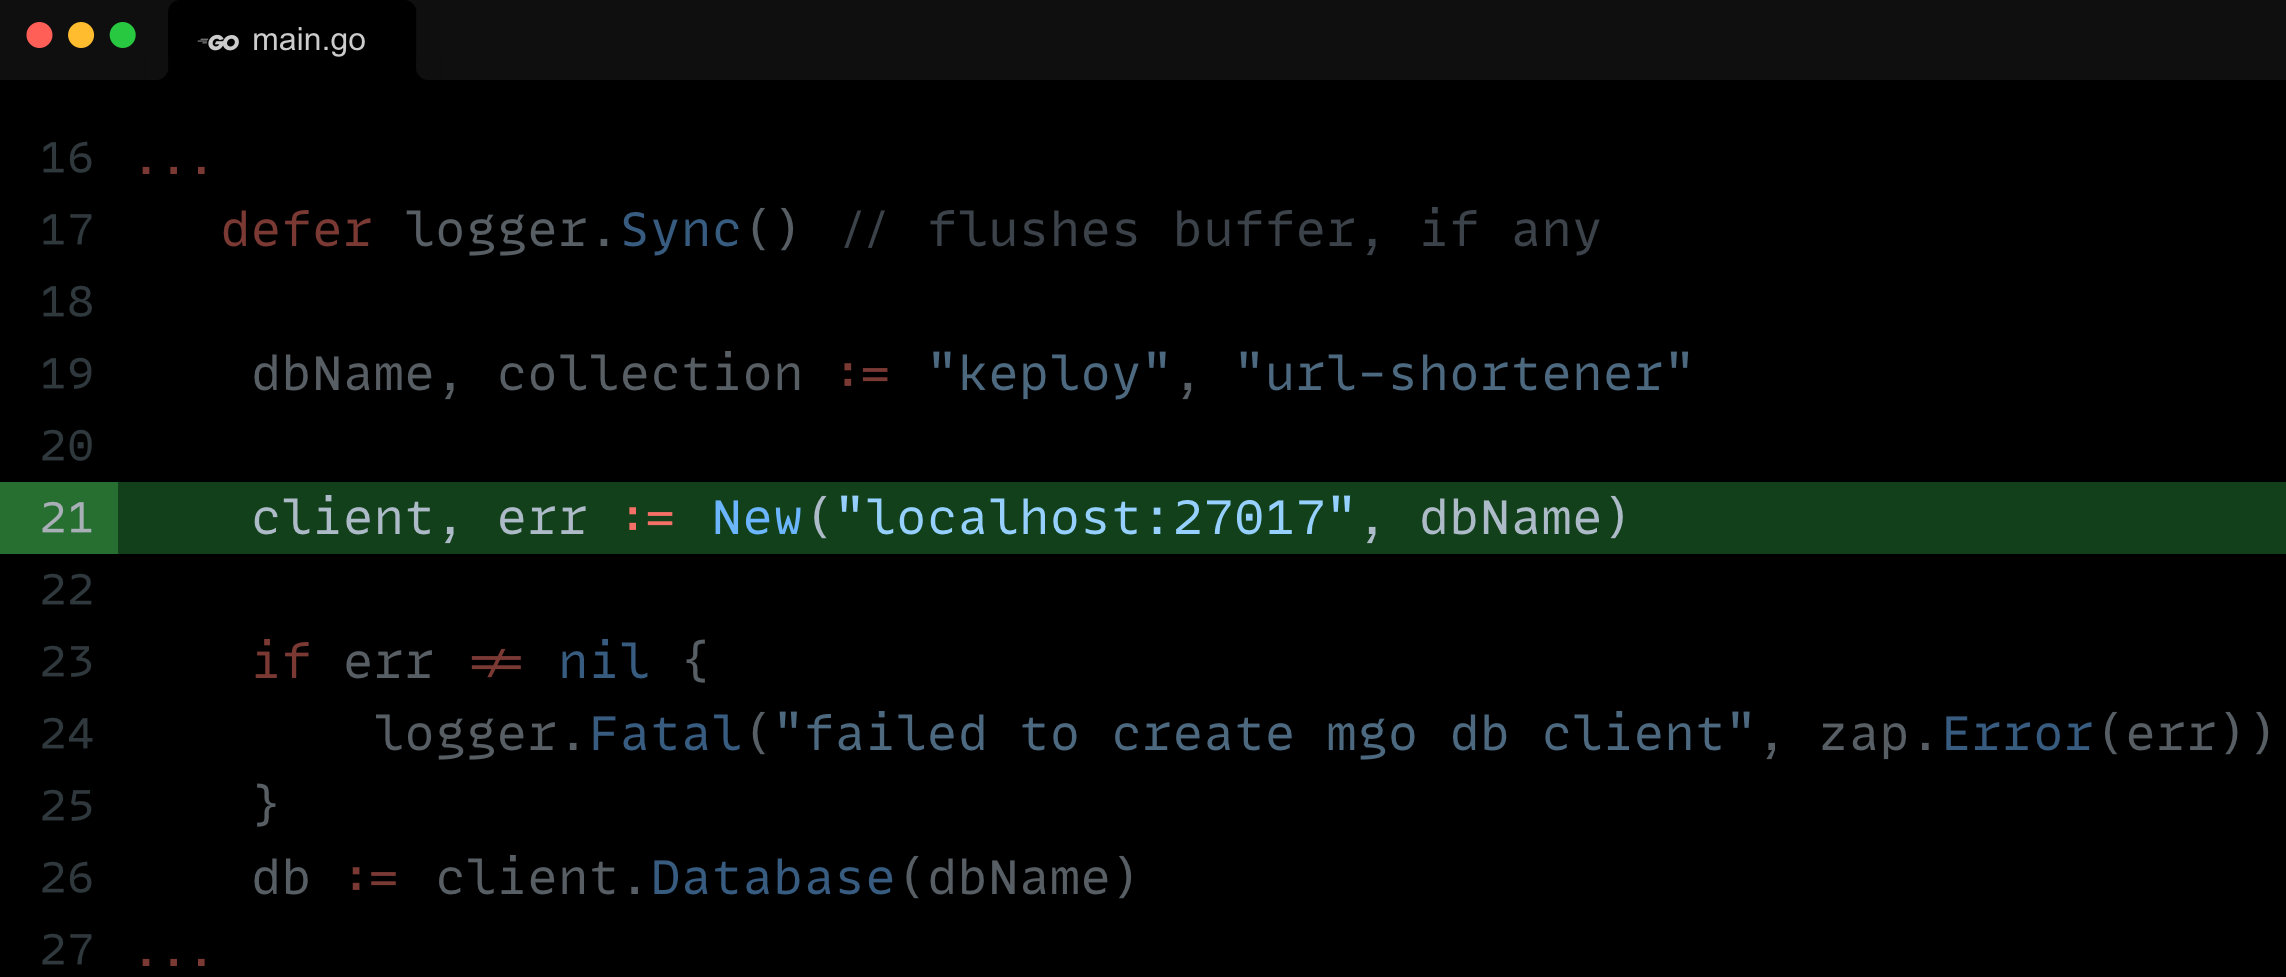 GO main.go
16 ...
17 defer logger.Sync() // flushes buffer, if any
18
19 dbName, collection := "keploy", "url-shortener"
20
21 client, err := New("localhost:27017", dbName)
22
23 if err != nil {
24 logger.Fatal("failed to create mgo db client", zap.Error(err))
25 }
26 db := client.Database(dbName)
27 ...